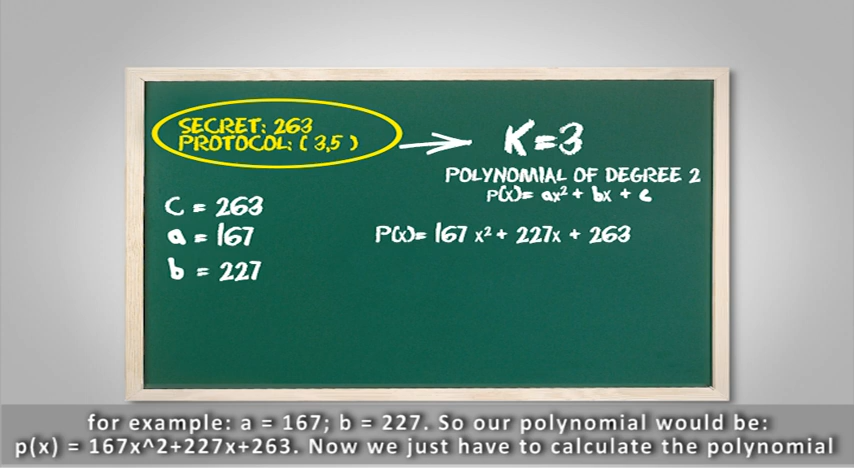 SECRET: 263
PROTOCOL: ( 3,5 )
K=3
POLYNOMIAL OF DEGREE 2
P(X)= ax² + bx + c
C = 263
a = 167
P(x)= 167 x² + 227x + 263
b = 227
for example: a = 167; b = 227. So our polynomial would be:
p(x) = 167x^2+227x+263. Now we just have to calculate the polynomial